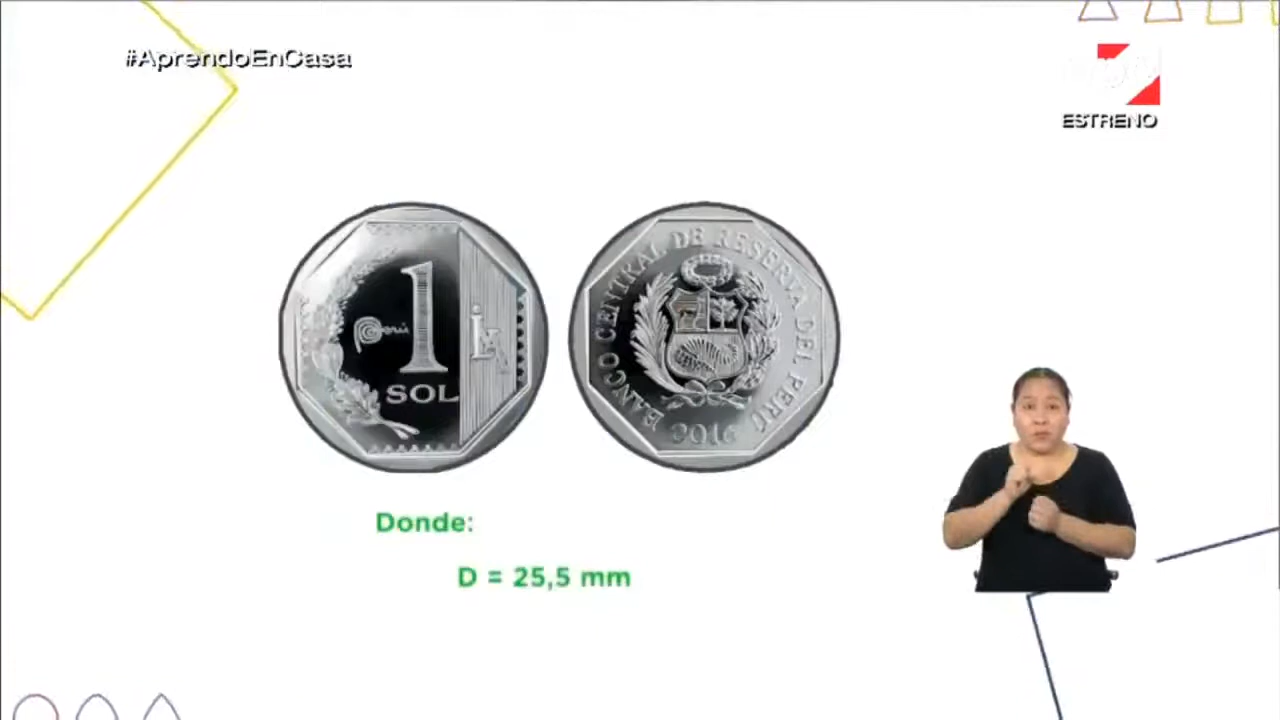 #AprendoEnCasa
ESTRENO
Perú
1
SOL
BANCO CENTRAL DE RESERVA DEL PERÚ
2016
Donde:
D = 25,5 mm